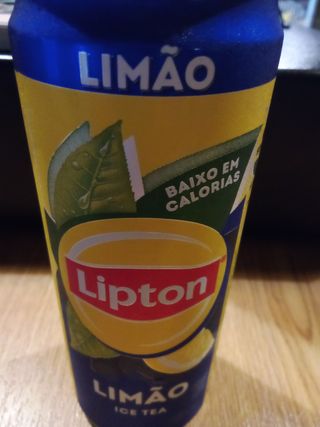 LIMÃO
BAIXO EM
CALORIAS
Lipton
LIMÃO
ICE TEA